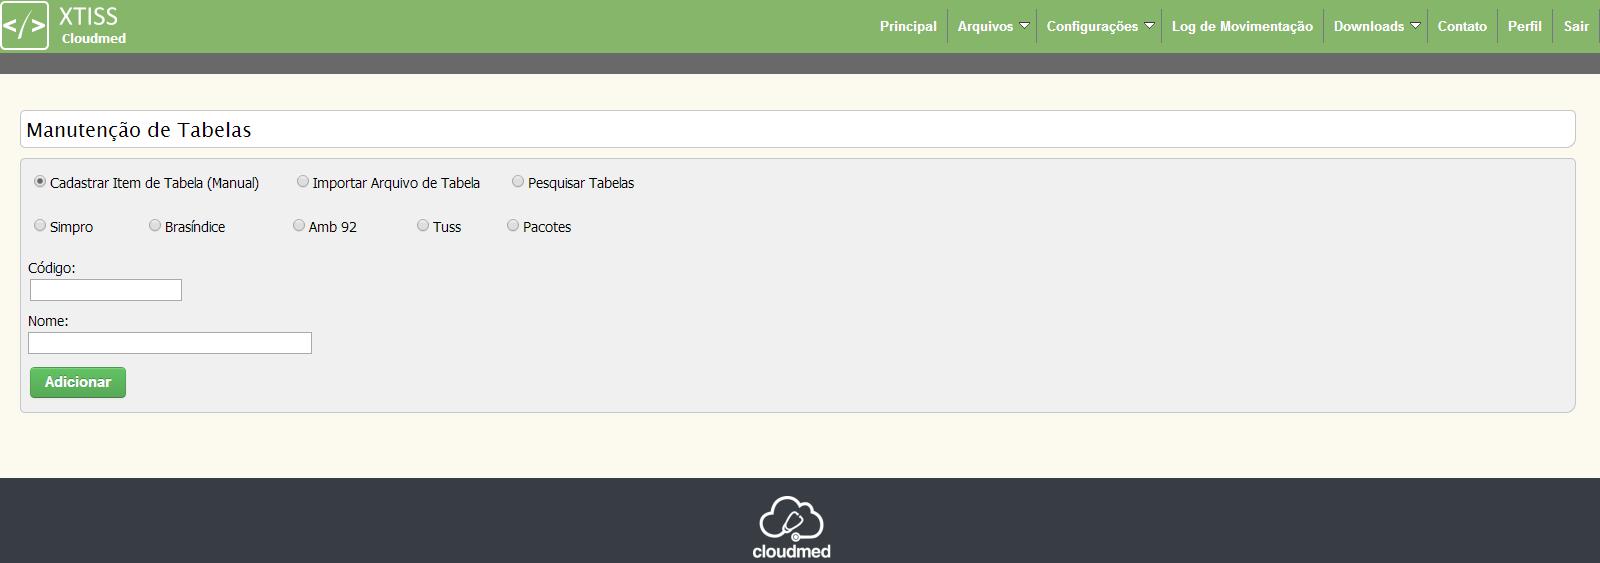 </> XTISS
Cloudmed
Principal Arquivos Configurações Log de Movimentação Downloads Contato Perfil Sair
Manutenção de Tabelas
Cadastrar Item de Tabela (Manual) Importar Arquivo de Tabela Pesquisar Tabelas
Simpro Brasíndice Amb 92 Tuss Pacotes
Código:
Nome:
Adicionar
cloudmed